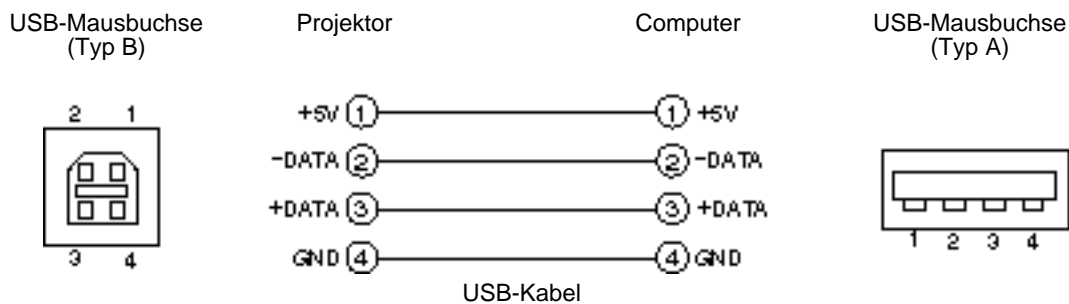 USB-Mausbuchse
(Typ B)
Projektor
Computer
USB-Mausbuchse
(Typ A)
2 1
3 4
+5V 1 1 +5V
-DATA 2 2 -DATA
+DATA 3 3 +DATA
GND 4 4 GND
1 2 3 4
USB-Kabel